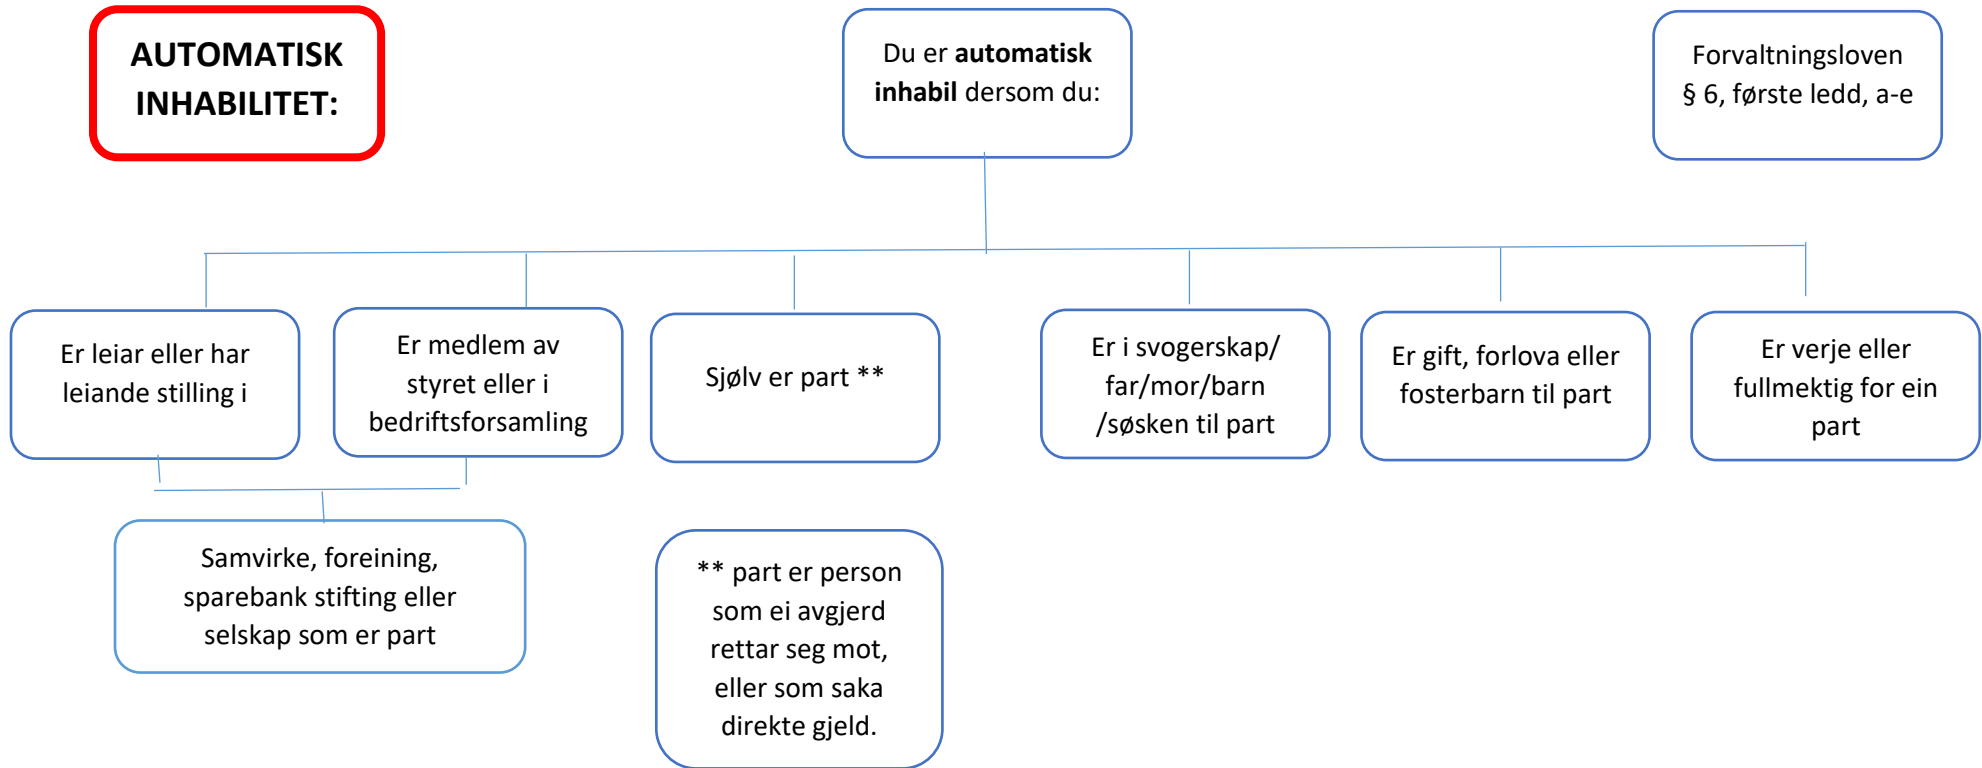 AUTOMATISK
INHABILITET:
Du er automatisk
inhabil dersom du:
Forvaltningsloven
§ 6, første ledd, a-e
Er leiar eller har
leiande stilling i
Er medlem av
styret eller i
bedriftsforsamling
Sjølv er part **
Er i svogerskap/
far/mor/barn
/søsken til part
Er gift, forlova eller
fosterbarn til part
Er verje eller
fullmektig for ein
part
Samvirke, foreining,
sparebank stifting eller
selskap som er part
** part er person
som ei avgjerd
rettar seg mot,
eller som saka
direkte gjeld.